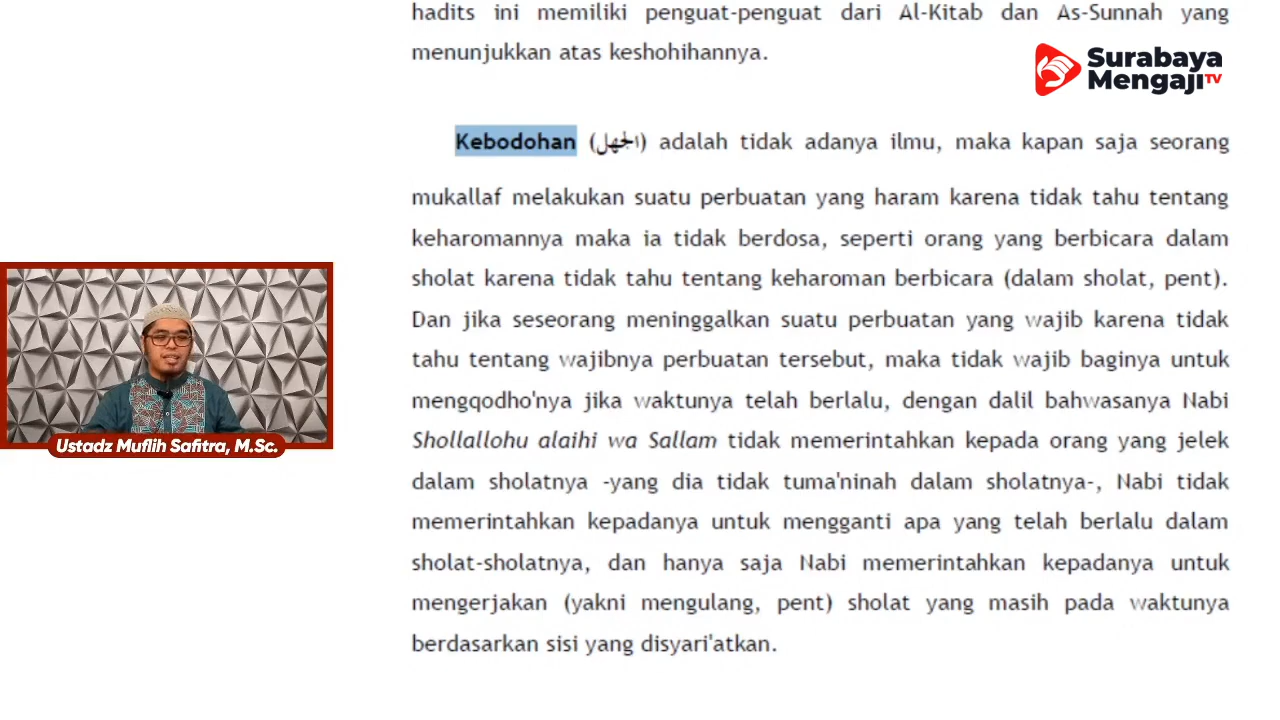 hadits ini memiliki penguat-penguat dari Al-Kitab dan As-Sunnah yang
menunjukkan atas keshohihannya.
Surabaya
Mengaji TV
Kebodohan (الجهل) adalah tidak adanya ilmu, maka kapan saja seorang
mukallaf melakukan suatu perbuatan yang haram karena tidak tahu tentang
keharomannya maka ia tidak berdosa, seperti orang yang berbicara dalam
sholat karena tidak tahu tentang keharoman berbicara (dalam sholat, pent).
Dan jika seseorang meninggalkan suatu perbuatan yang wajib karena tidak
tahu tentang wajibnya perbuatan tersebut, maka tidak wajib baginya untuk
mengqodho'nya jika waktunya telah berlalu, dengan dalil bahwasanya Nabi
Shollallohu alaihi wa Sallam tidak memerintahkan kepada orang yang jelek
dalam sholatnya -yang dia tidak tuma'ninah dalam sholatnya-, Nabi tidak
memerintahkan kepadanya untuk mengganti apa yang telah berlalu dalam
sholat-sholatnya, dan hanya saja Nabi memerintahkan kepadanya untuk
mengerjakan (yakni mengulang, pent) sholat yang masih pada waktunya
berdasarkan sisi yang disyari'atkan.
Ustadz Muflih Safitra, M.Sc.